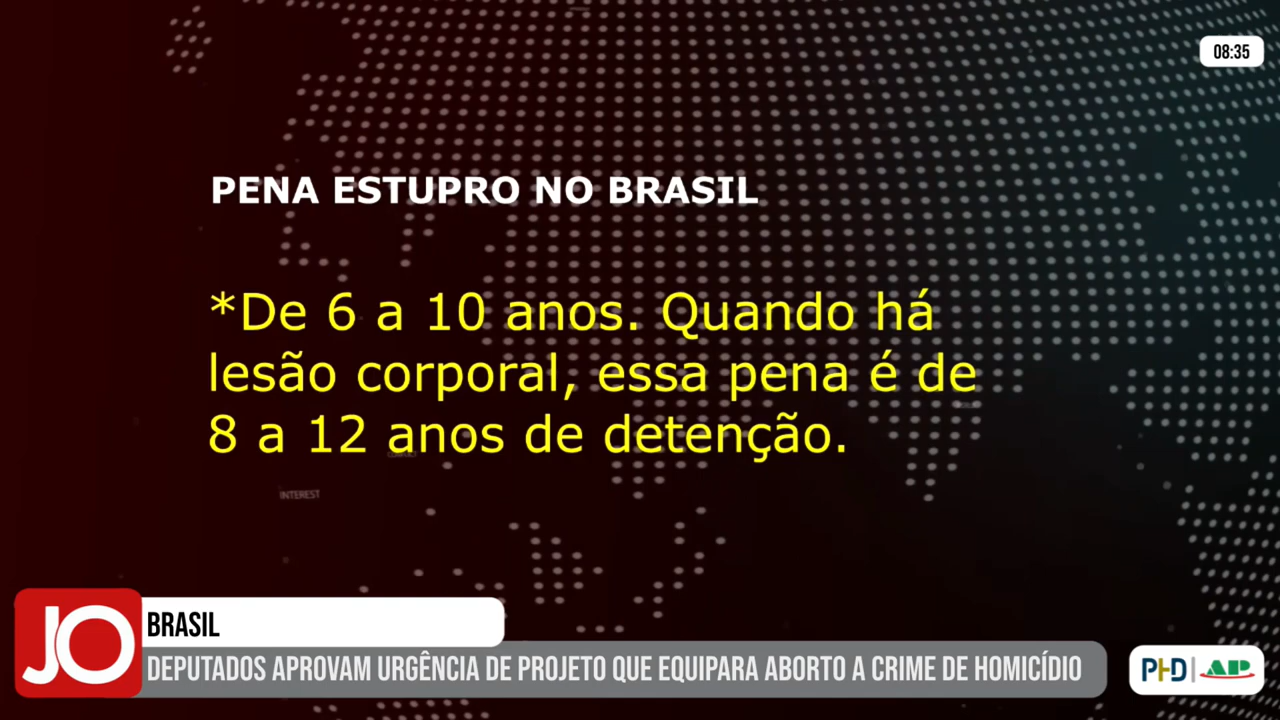 08:35
PENA ESTUPRO NO BRASIL
*De 6 a 10 anos. Quando há
lesão corporal, essa pena é de
8 a 12 anos de detenção.
INTEREST
JO
BRASIL
DEPUTADOS APROVAM URGÊNCIA DE PROJETO QUE EQUIPARA ABORTO A CRIME DE HOMICÍDIO
PHD | AP